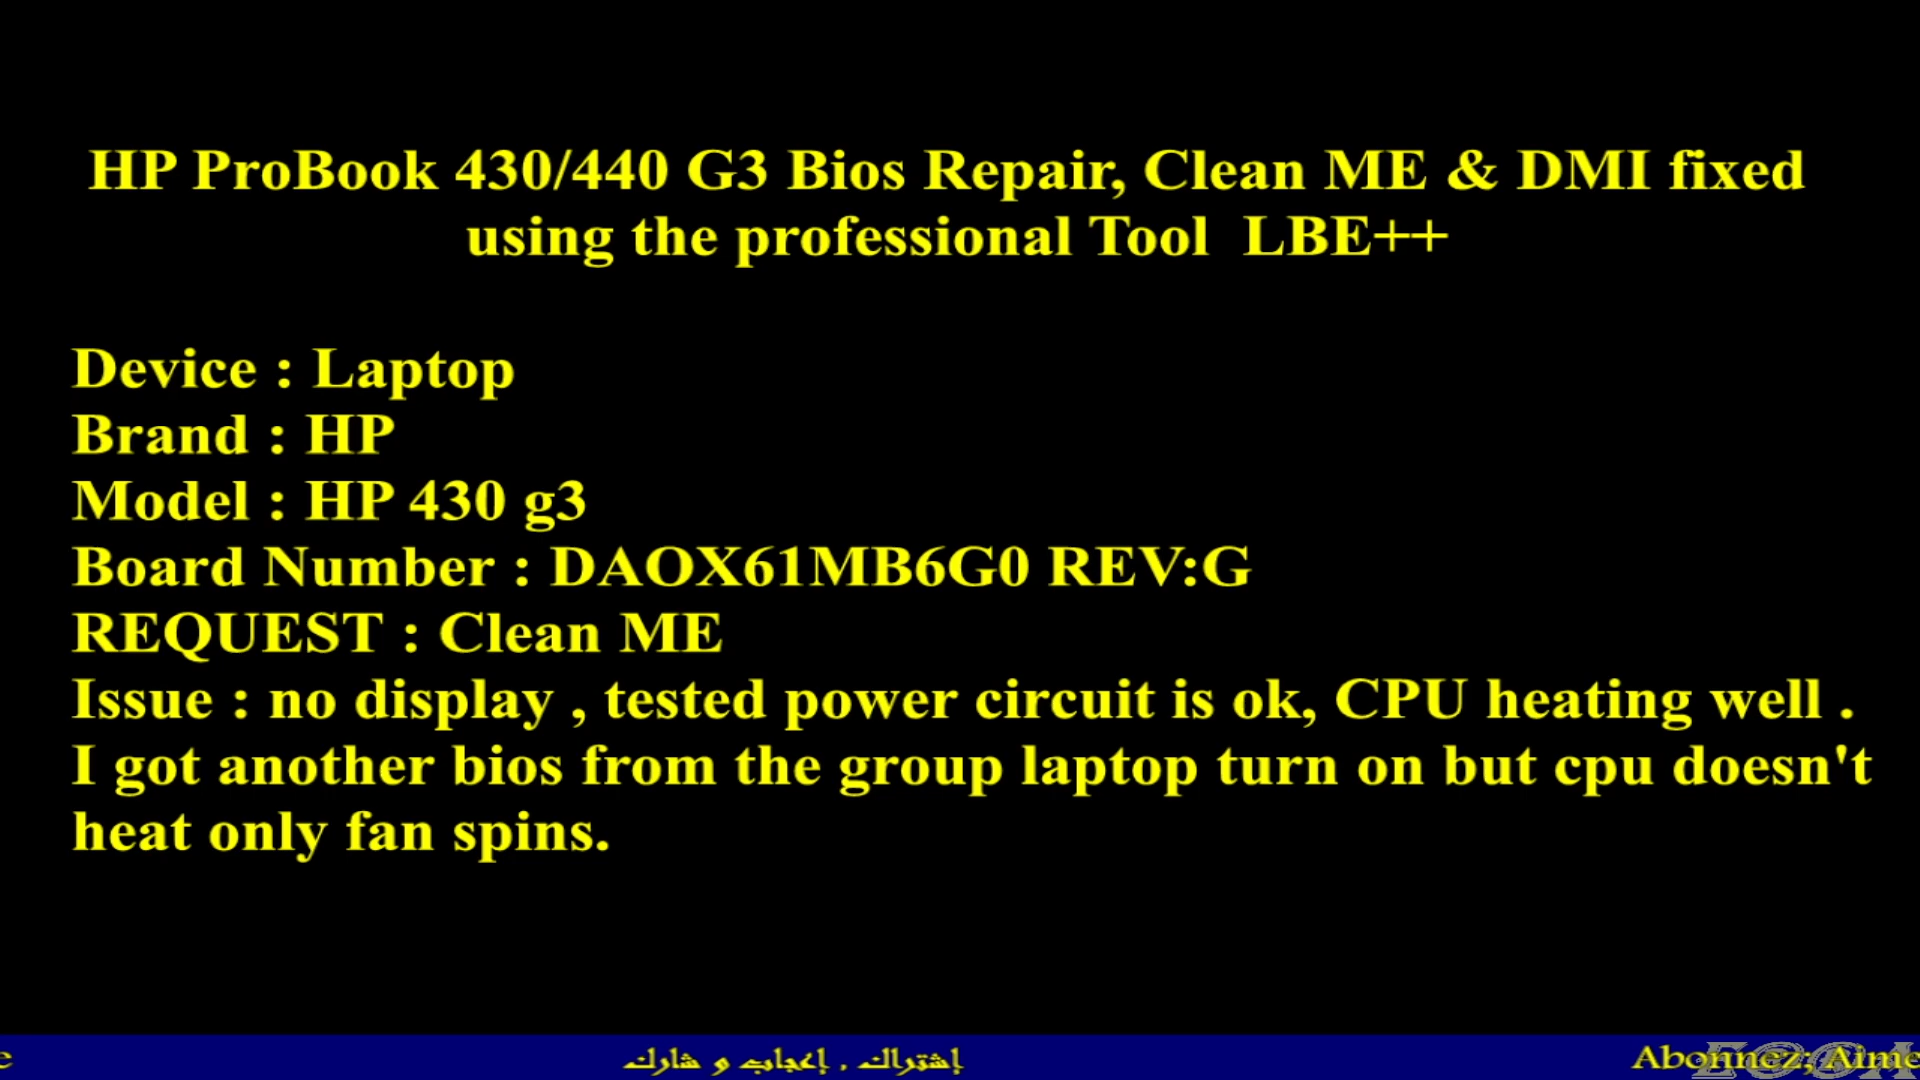 HP ProBook 430/440 G3 Bios Repair, Clean ME & DMI fixed
using the professional Tool LBE++
Device : Laptop
Brand : HP
Model : HP 430 g3
Board Number : DAOX61MB6G0 REV:G
REQUEST : Clean ME
Issue : no display , tested power circuit is ok, CPU heating well .
I got another bios from the group laptop turn on but cpu doesn't
heat only fan spins.
e إشتراك , إعجاب و شارك Abonnez, Aime